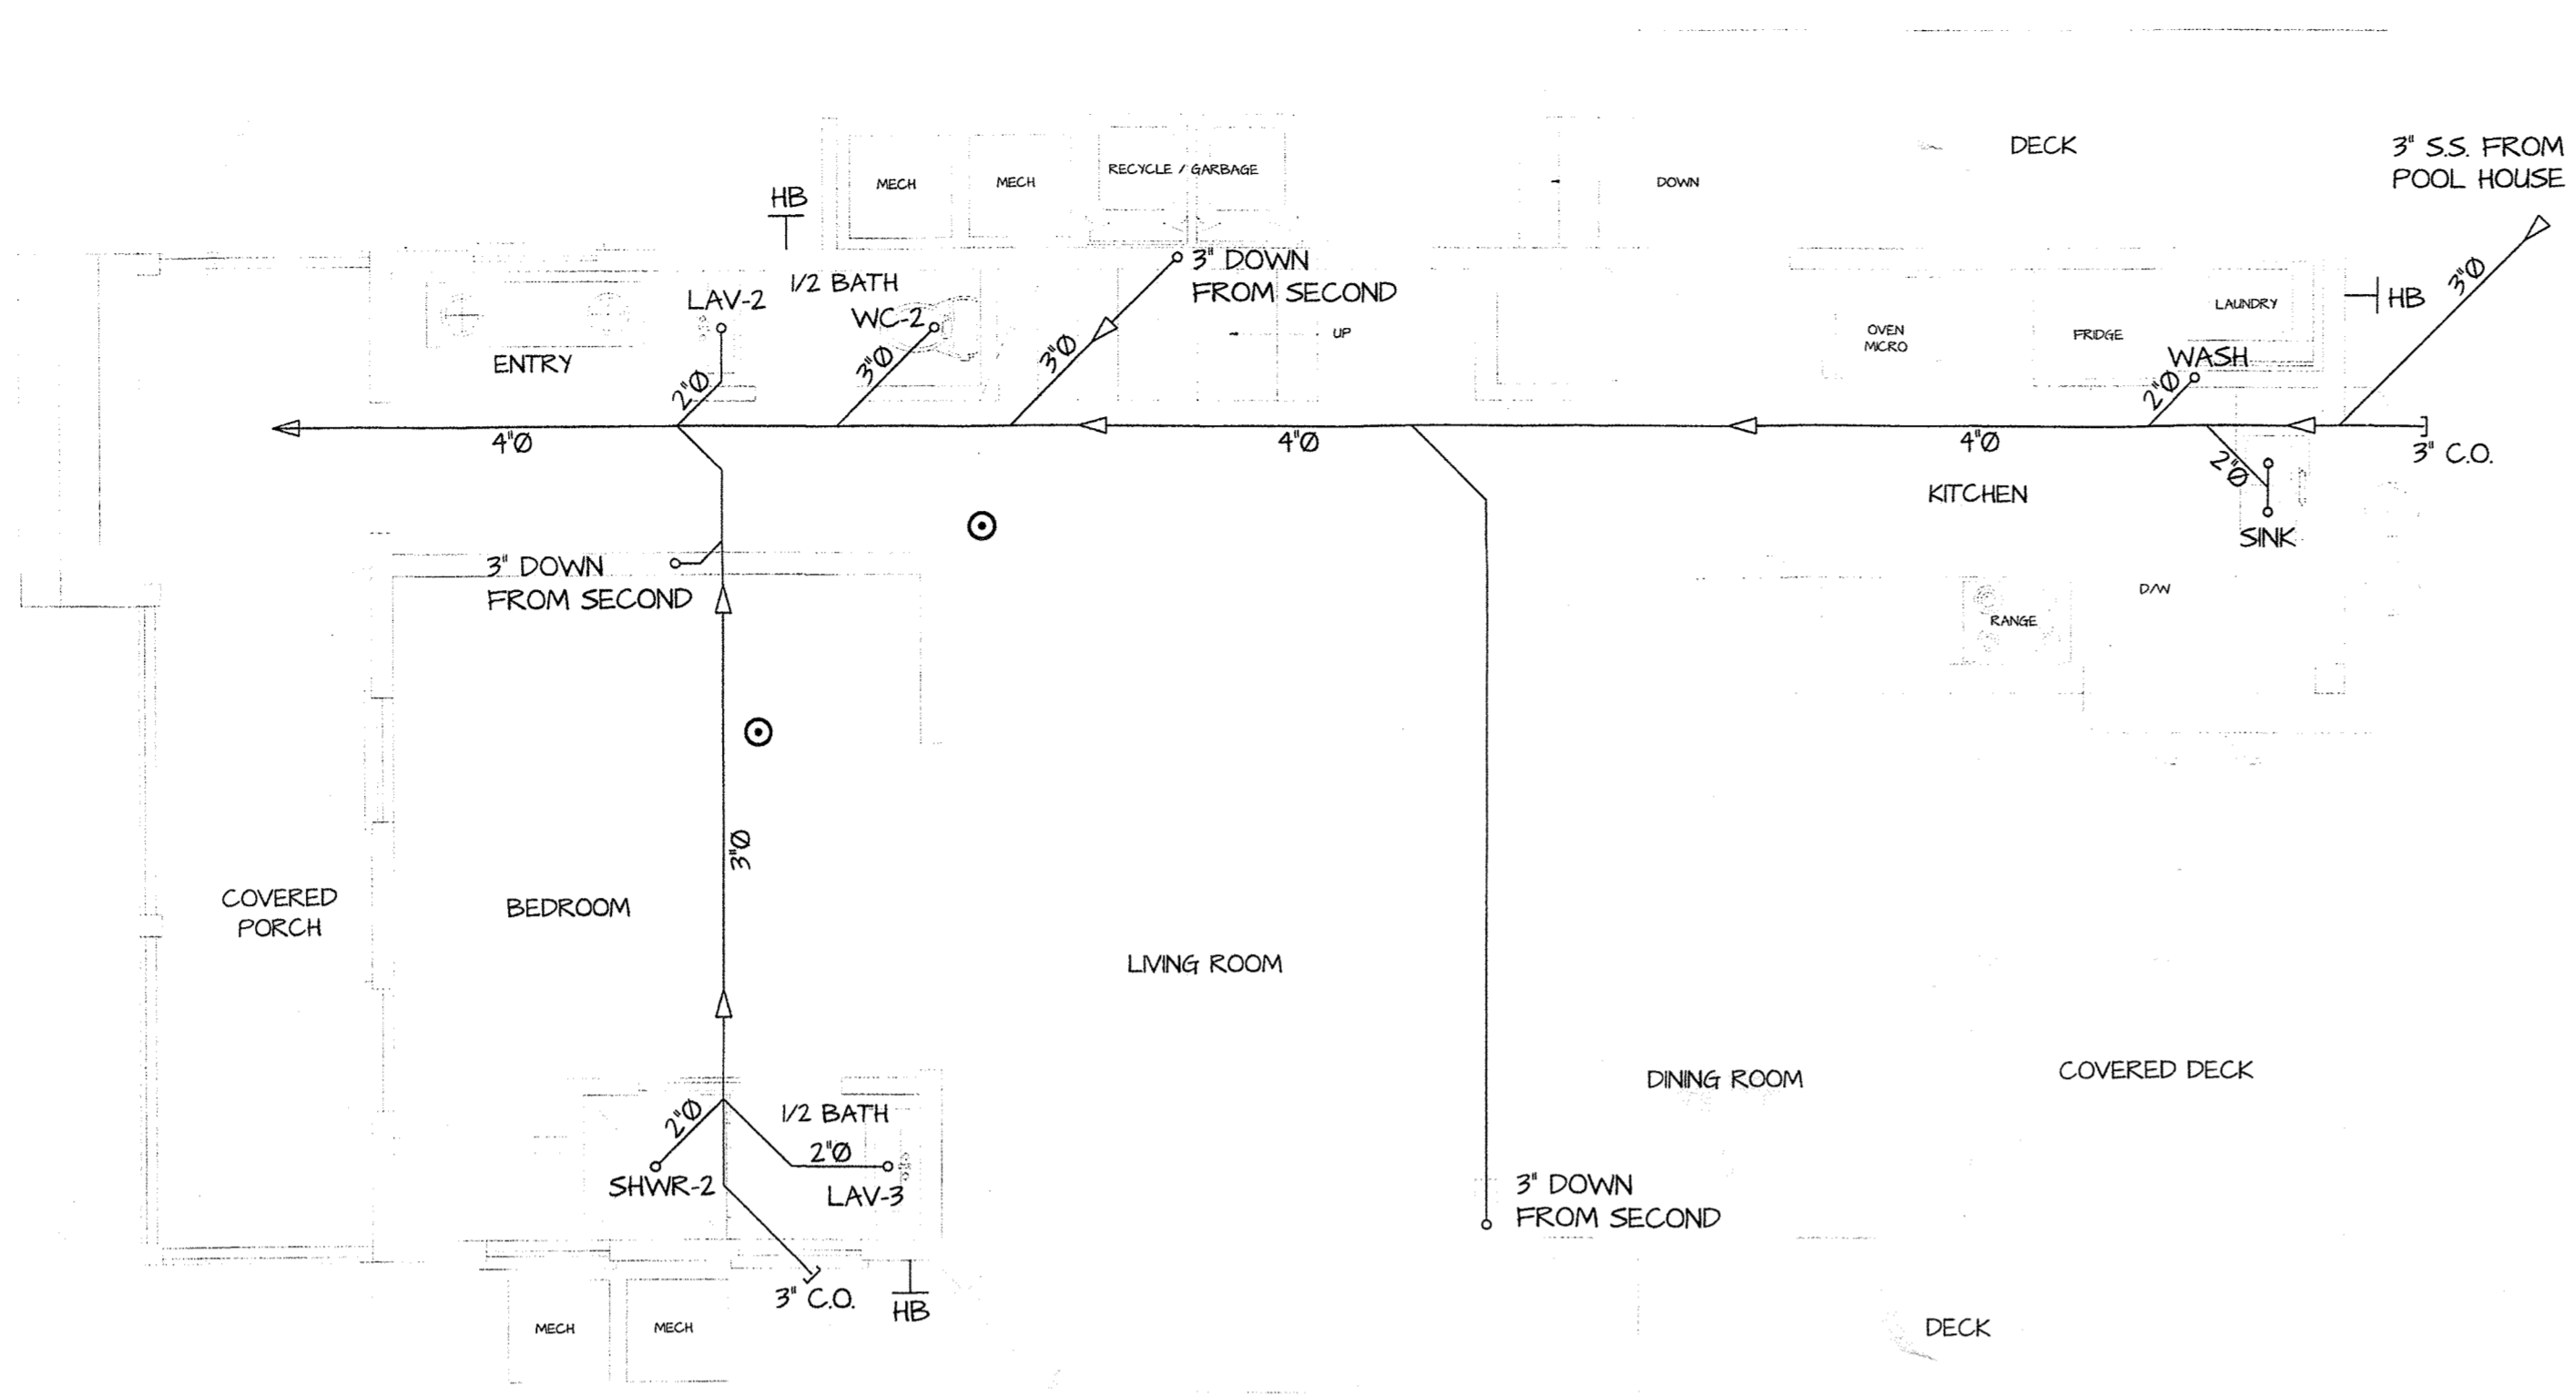 DECK
3" S.S. FROM
POOL HOUSE
MECH
MECH
RECYCLE / GARBAGE
DOWN
HB
3" DOWN
FROM SECOND
1/2 BATH
LAV-2
WC-2
3"Ø
3"Ø
UP
OVEN
MICRO
FRIDGE
LAUNDRY
HB
3"Ø
ENTRY
2"Ø
WASH
2"Ø
4"Ø
4"Ø
4"Ø
3" C.O.
2"Ø
KITCHEN
SINK
3" DOWN
FROM SECOND
D/W
RANGE
3"Ø
COVERED
PORCH
BEDROOM
LIVING ROOM
DINING ROOM
COVERED DECK
2"Ø
1/2 BATH
2"Ø
SHWR-2
LAV-3
3" DOWN
FROM SECOND
3" C.O.
HB
MECH
MECH
DECK